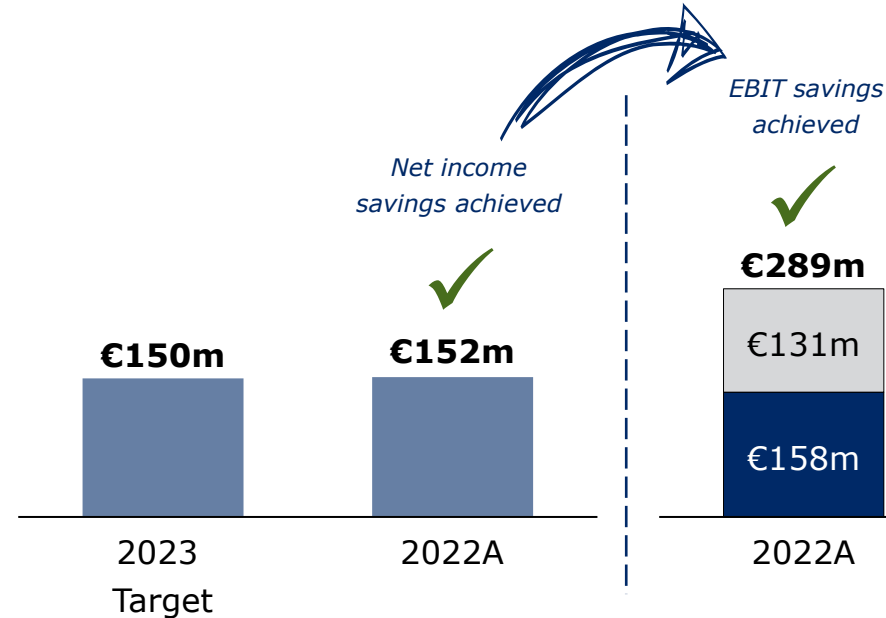 EBIT savings
achieved
Net income
savings achieved
€289m
€150m
€152m
€131m
€158m
2023
Target
2022A
2022A